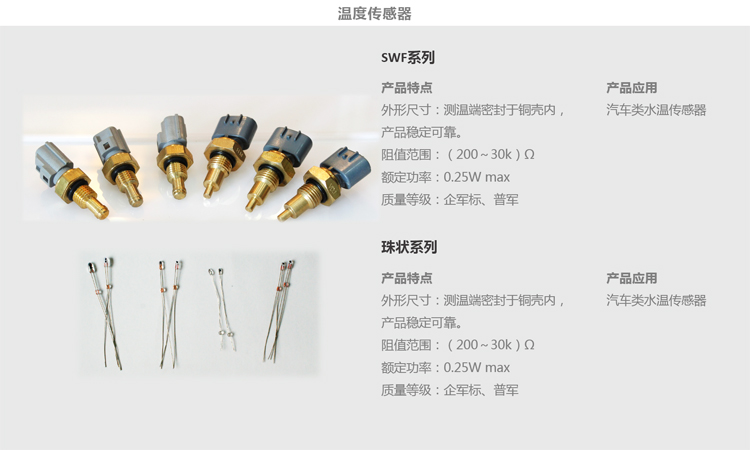 温度传感器
SWF系列
产品特点
外形尺寸：测温端密封于铜壳内，
产品稳定可靠。
阻值范围：（200～30k）Ω
额定功率：0.25W max
质量等级：企军标、普军
产品应用
汽车类水温传感器
珠状系列
产品特点
外形尺寸：测温端密封于铜壳内，
产品稳定可靠。
阻值范围：（200～30k）Ω
额定功率：0.25W max
质量等级：企军标、普军
产品应用
汽车类水温传感器